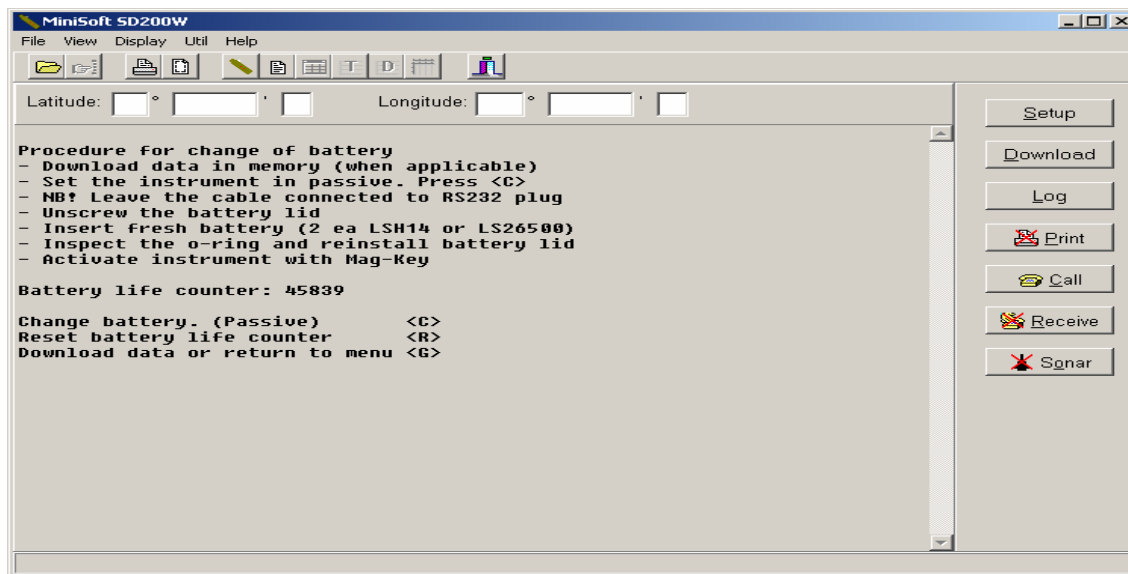 MiniSoft SD200W
File View Display Util Help
T D
Latitude: ° ' Longitude: ° '
Procedure for change of battery
- Download data in memory (when applicable)
- Set the instrument in passive. Press <C>
- NB! Leave the cable connected to RS232 plug
- Unscrew the battery lid
- Insert fresh battery (2 ea LSH14 or LS26500)
- Inspect the o-ring and reinstall battery lid
- Activate instrument with Mag-Key
Battery life counter: 45839
Change battery. (Passive) <C>
Reset battery life counter <R>
Download data or return to menu <G>
Setup
Download
Log
Print
Call
Receive
Sonar